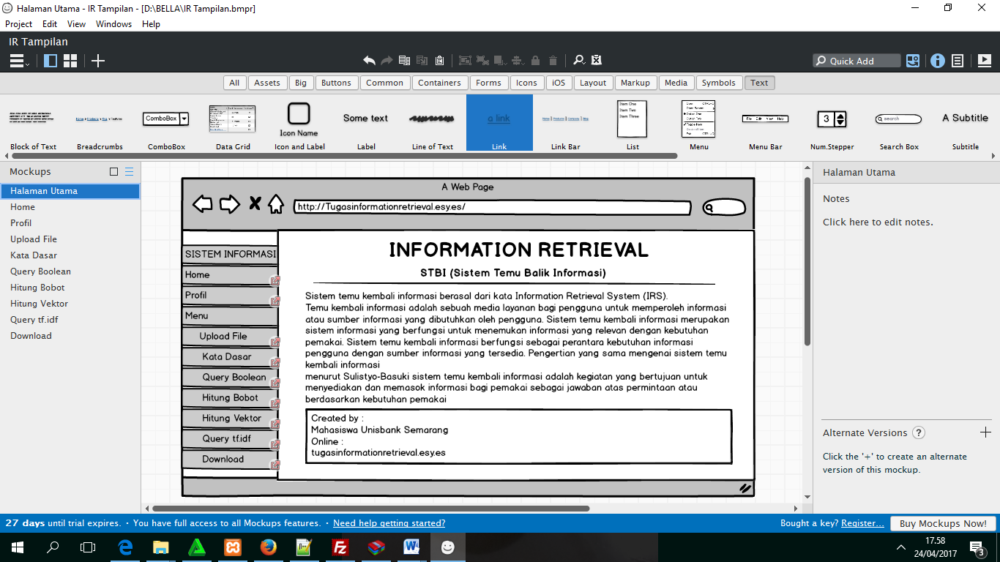 Halaman Utama - IR Tampilan - [D:\BELLA\IR Tampilan.bmpr]
Project Edit View Windows Help
IR Tampilan
Quick Add
All Assets Big Buttons Common Containers Forms Icons iOS Layout Markup Media Symbols Text
ComboBox
Icon Name
Some text
a link
Item One
Item Two
Item Three
3
search
A Subtitle
Block of Text Breadcrumbs ComboBox Data Grid Icon and Label Label Line of Text Link Link Bar List Menu Menu Bar Num.Stepper Search Box Subtitle
Mockups
Halaman Utama
Home
Profil
Upload File
Kata Dasar
Query Boolean
Hitung Bobot
Hitung Vektor
Query tf.idf
Download
A Web Page
http://Tugasinformationretrieval.esy.es/
SISTEM INFORMASI
Home
Profil
Menu
Upload File
Kata Dasar
Query Boolean
Hitung Bobot
Hitung Vektor
Query tf.idf
Download
INFORMATION RETRIEVAL
STBI (Sistem Temu Balik Informasi)
Sistem temu kembali informasi berasal dari kata Information Retrieval System (IRS).
Temu kembali informasi adalah sebuah media layanan bagi pengguna untuk memperoleh informasi
atau sumber informasi yang dibutuhkan oleh pengguna. Sistem temu kembali informasi merupakan
sistem informasi yang berfungsi untuk menemukan informasi yang relevan dengan kebutuhan
pemakai. Sistem temu kembali informasi berfungsi sebagai perantara kebutuhan informasi
pengguna dengan sumber informasi yang tersedia. Pengertian yang sama mengenai sistem temu
kembali informasi
menurut Sulistyo-Basuki sistem temu kembali informasi adalah kegiatan yang bertujuan untuk
menyediakan dan memasok informasi bagi pemakai sebagai jawaban atas permintaan atau
berdasarkan kebutuhan pemakai
Created by :
Mahasiswa Unisbank Semarang
Online :
tugasinformationretrieval.esy.es
Halaman Utama
Notes
Click here to edit notes.
Alternate Versions ?
Click the '+' to create an alternate
version of this mockup.
27 days until trial expires. · You have full access to all Mockups features. · Need help getting started?
Bought a key? Register... Buy Mockups Now!
17.58
24/04/2017
3